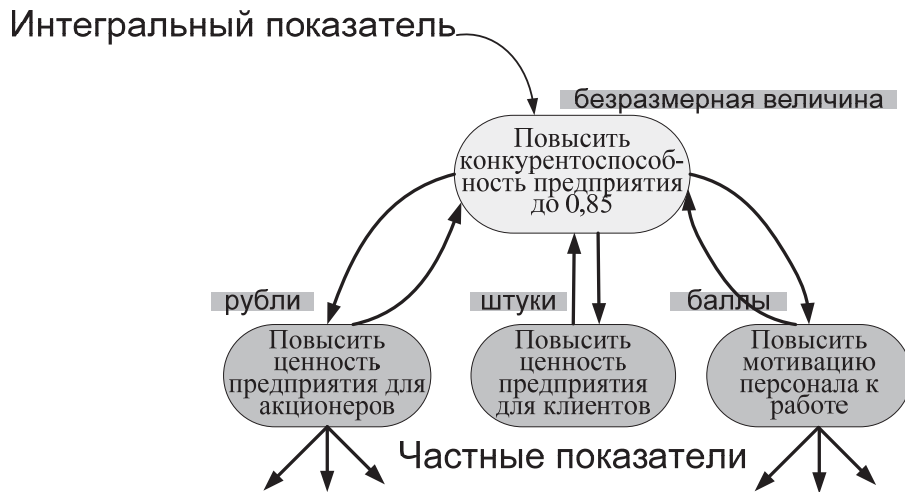 Интегральный показатель
безразмерная величина
Повысить
конкурентоспособ-
ность предприятия
до 0,85
рубли
штуки
баллы
Повысить
ценность
предприятия для
акционеров
Повысить
ценность
предприятия
для клиентов
Повысить
мотивацию
персонала к
работе
Частные показатели